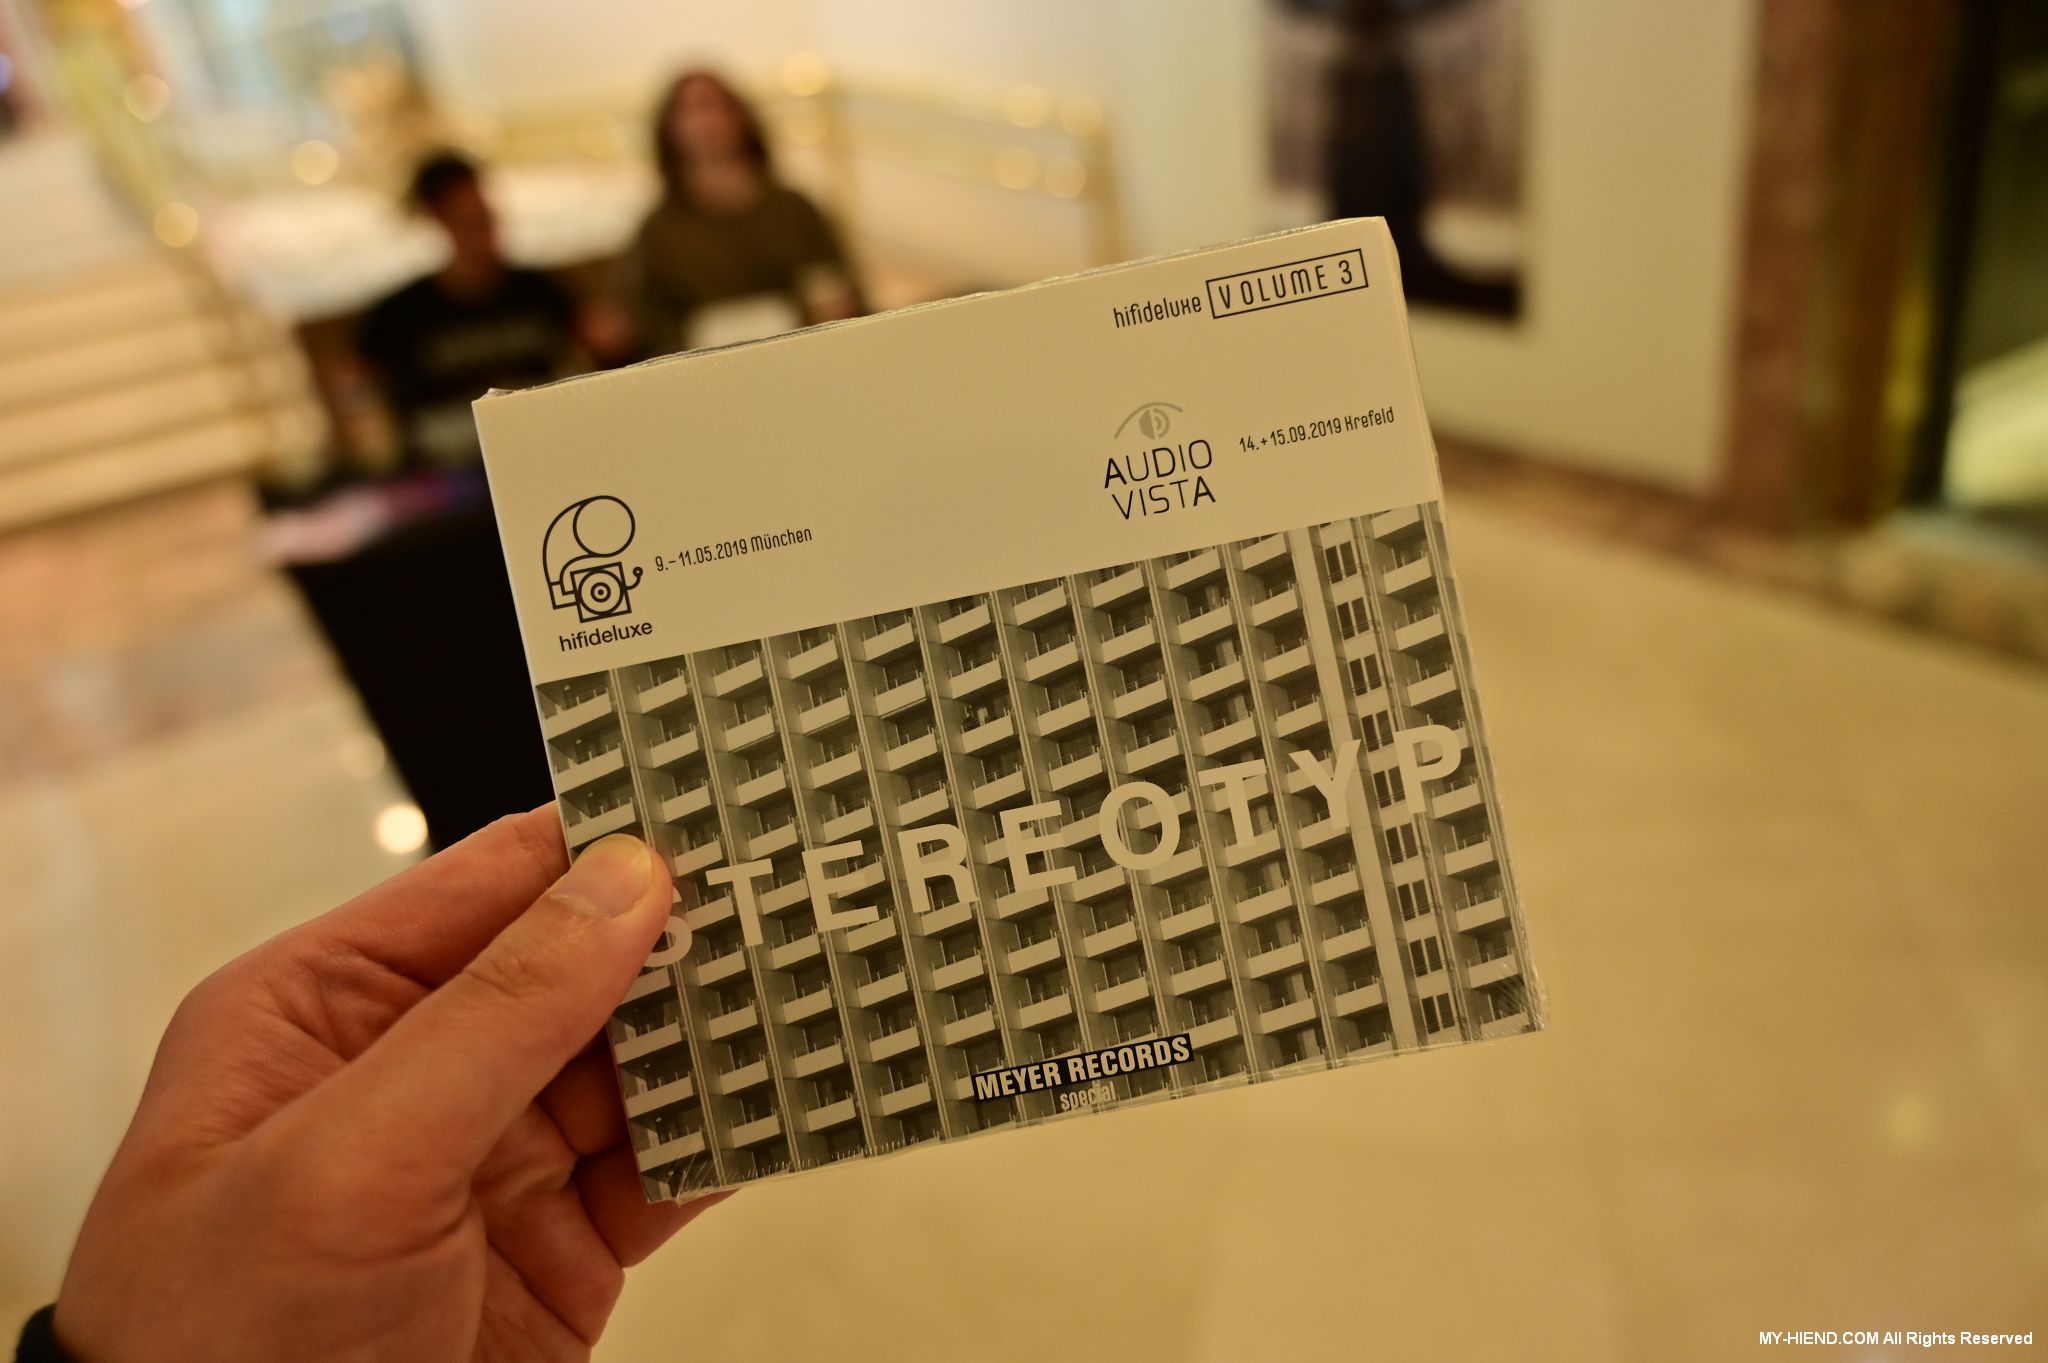 hifideluxe VOLUME 3
AUDIO
VISTA
14.+15.09.2019 Krefeld
9.–11.05.2019 München
hifideluxe
STEREOTYP
MEYER RECORDS
special
MY-HIEND.COM All Rights Reserved